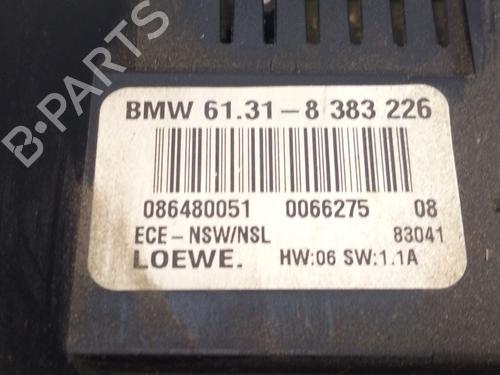 B-PARTS
BMW 61.31-8 383 226
086480051 0066275 08
ECE-NSW/NSL 83041
LOEWE. HW:06 SW:1.1A